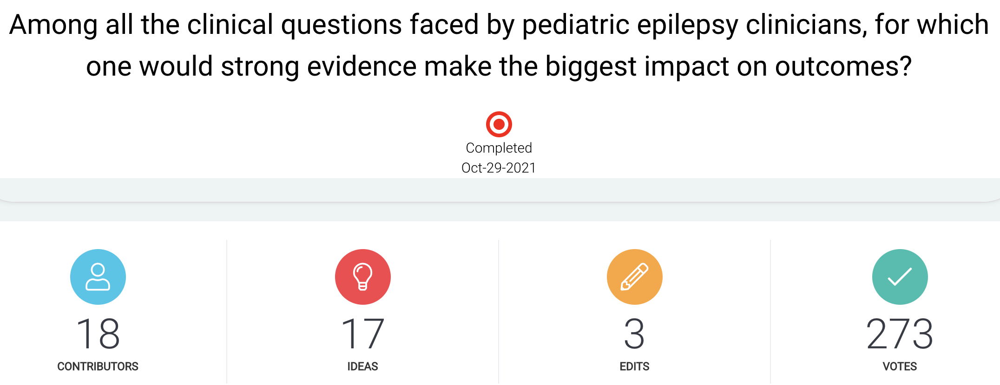 Among all the clinical questions faced by pediatric epilepsy clinicians, for which
one would strong evidence make the biggest impact on outcomes?
Completed
Oct-29-2021
18
CONTRIBUTORS
17
IDEAS
3
EDITS
273
VOTES